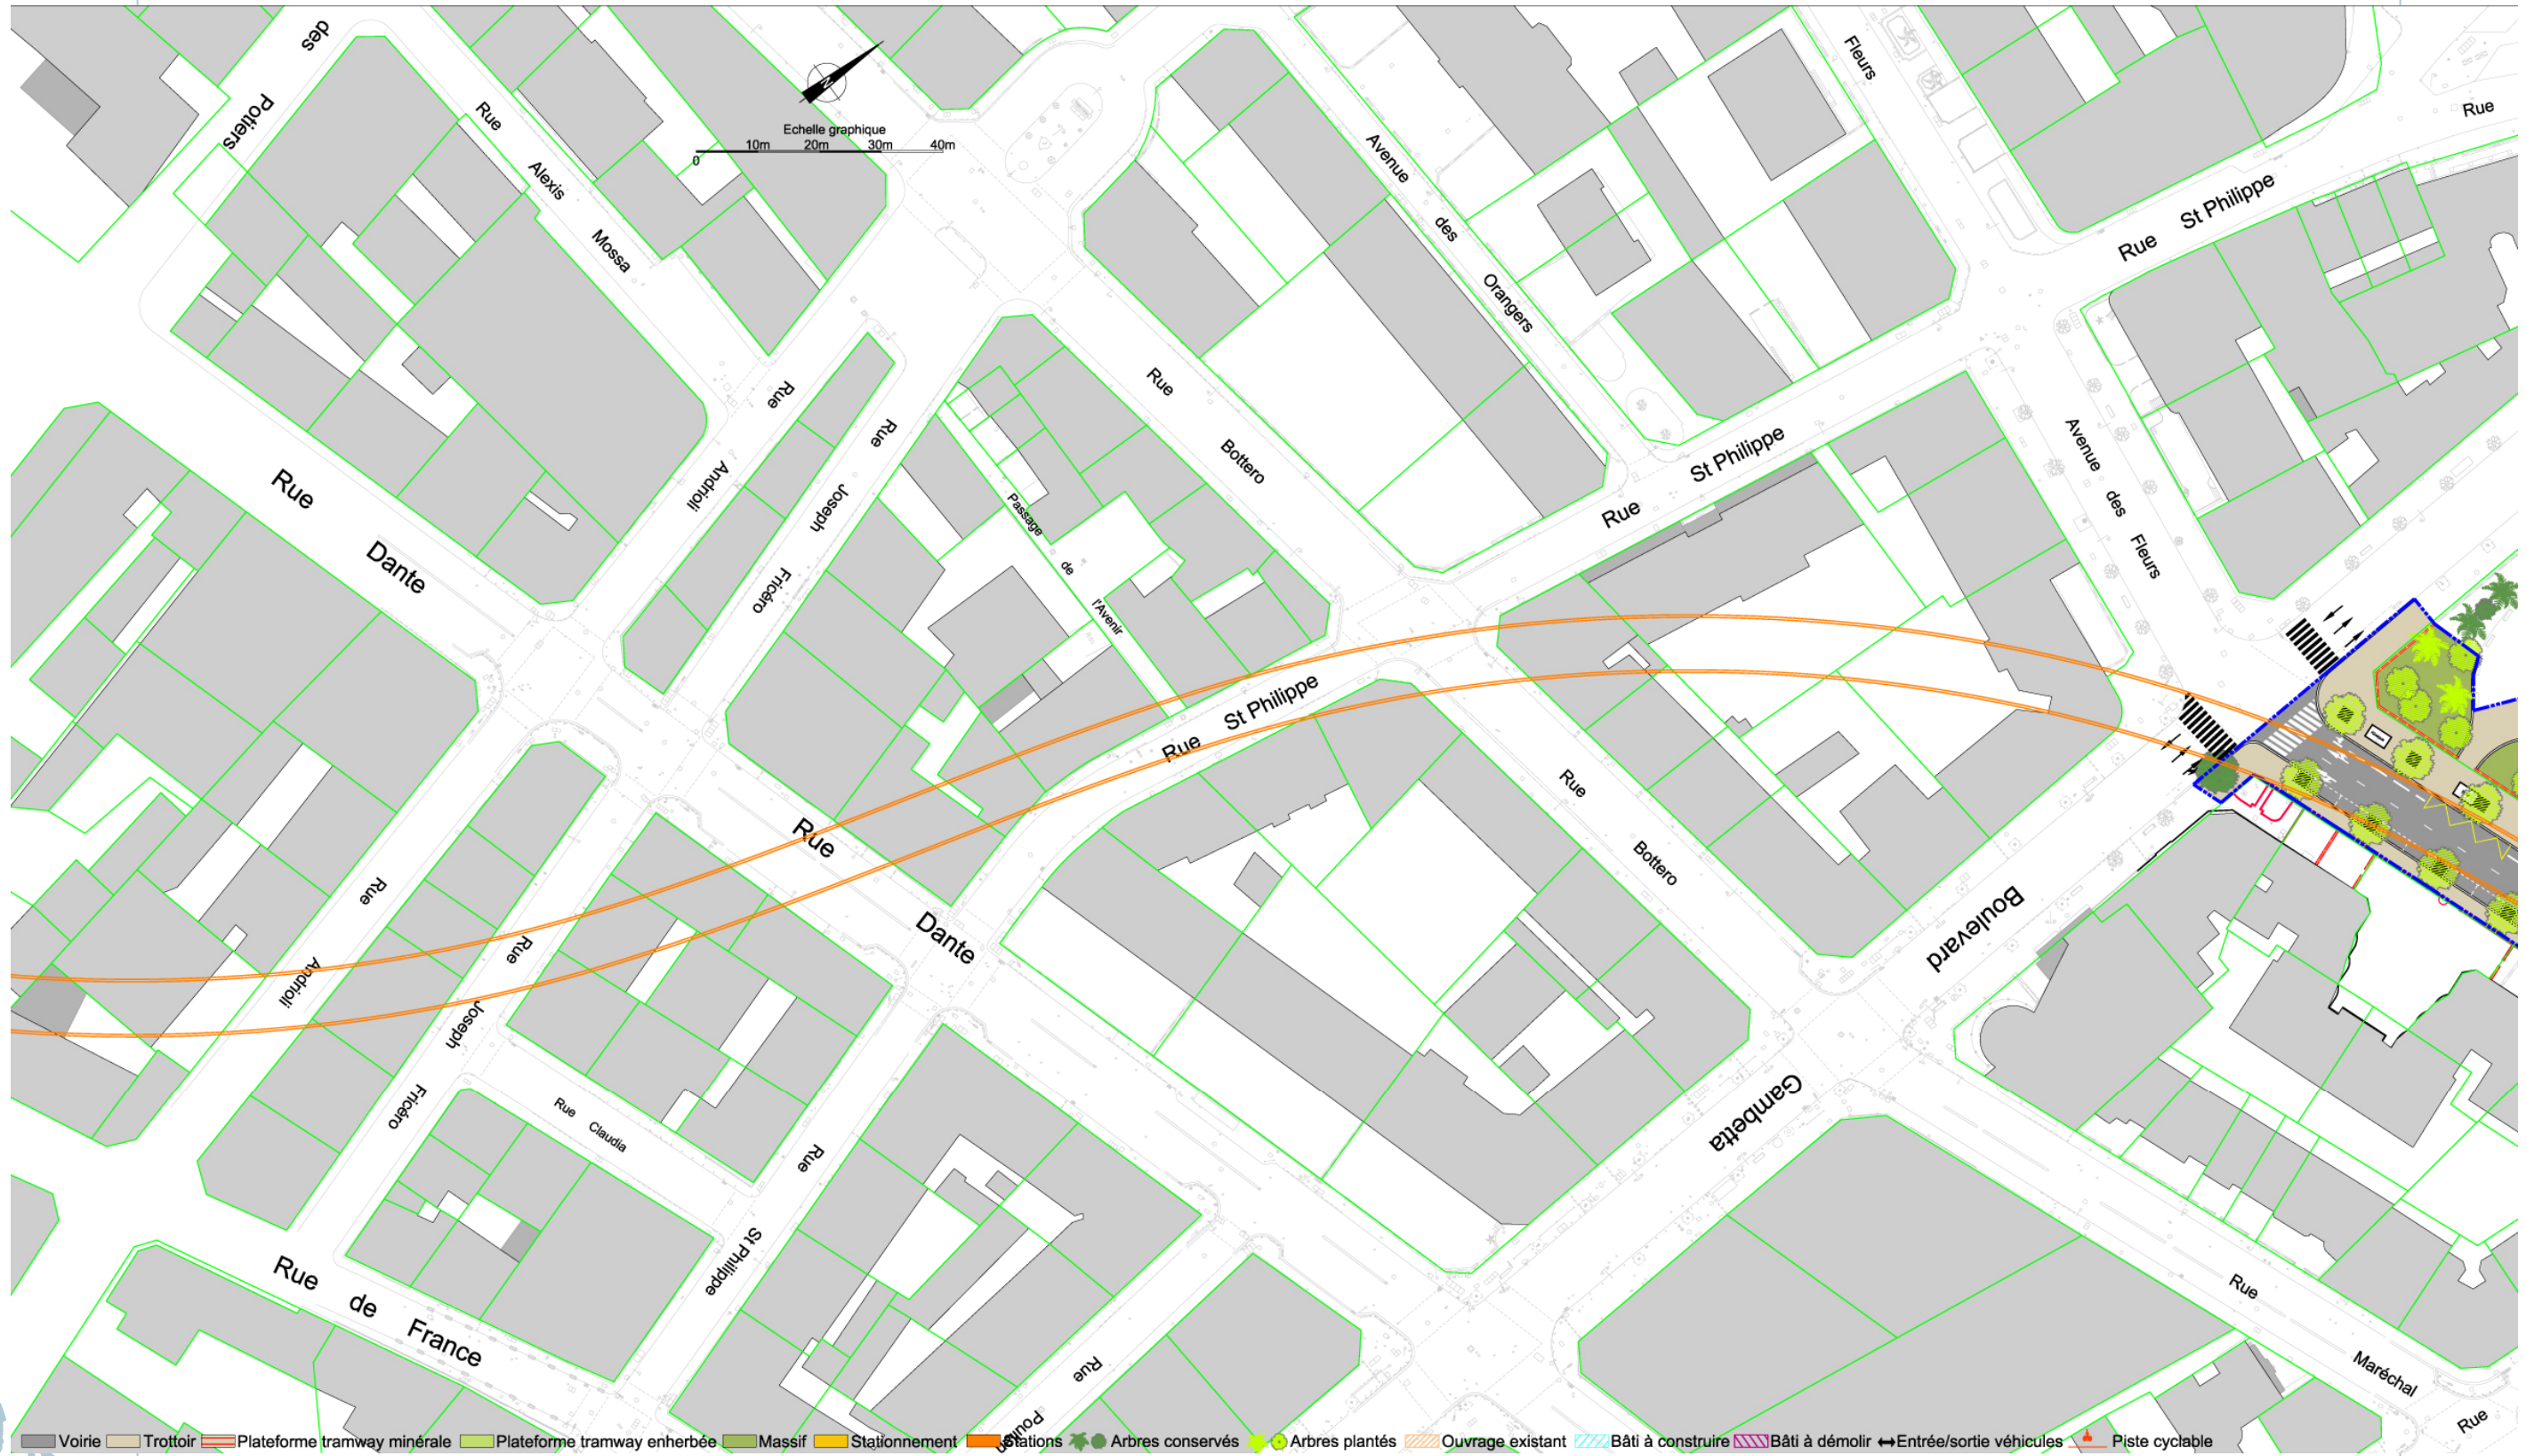 des
Potiers
Rue
Alexis
Mossa
Echelle graphique
0 10m 20m 30m 40m
Avenue
des
Orangers
Fleurs
Rue
Rue St Philippe
Rue
Andrioli
Rue
Joseph
Fricéro
Rue
Bottero
Passage
de
l'Avenir
Rue St Philippe
Avenue
des
Fleurs
Rue
Dante
Rue St Philippe
Rue
Dante
Rue
Bottero
Boulevard
Gambetta
Rue
Andrioli
Rue
Joseph
Fricéro
Rue
Claudia
Rue
St Philippe
Rue
de
France
Rue
Rue
Maréchal
Rue
Voirie Trottoir Plateforme tramway minérale Plateforme tramway enherbée Massif Stationnement Stations Arbres conservés Arbres plantés Ouvrage existant Bâti à construire Bâti à démolir Entrée/sortie véhicules Piste cyclable